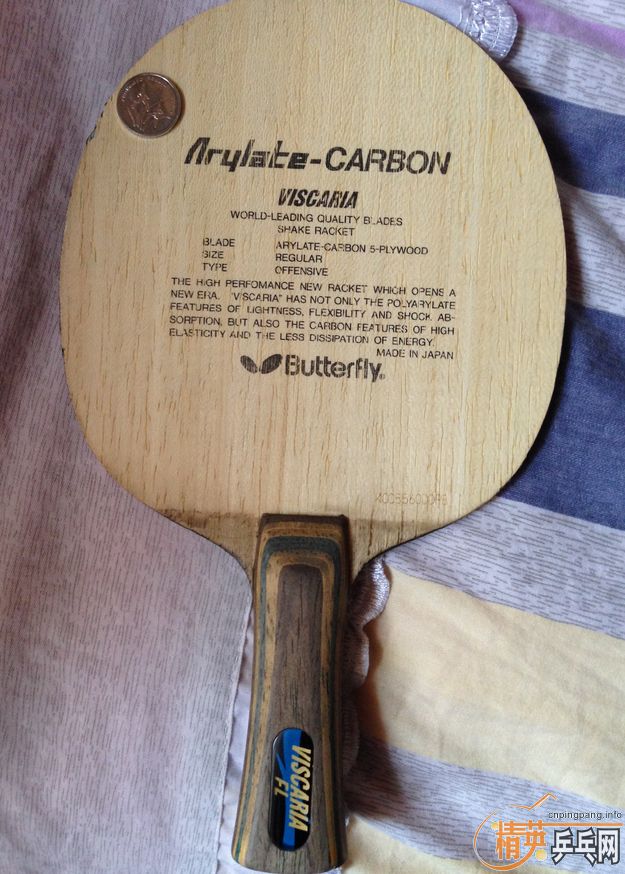 Arylate-CARBON
VISCARIA
WORLD-LEADING QUALITY BLADES
SHAKE RACKET
BLADE ARYLATE-CARBON 5-PLYWOOD
SIZE REGULAR
TYPE OFFENSIVE
THE HIGH PERFOMANCE NEW RACKET WHICH OPENS A
NEW ERA. "VISCARIA" HAS NOT ONLY THE POLYARYLATE
FEATURES OF LIGHTNESS, FLEXIBILITY AND SHOCK AB-
SORPTION, BUT ALSO THE CARBON FEATURES OF HIGH
ELASTICITY AND THE LESS DISSIPATION OF ENERGY.
MADE IN JAPAN
Butterfly®
VISCARIA
FL
cnpingpang.info
精英乒乓网